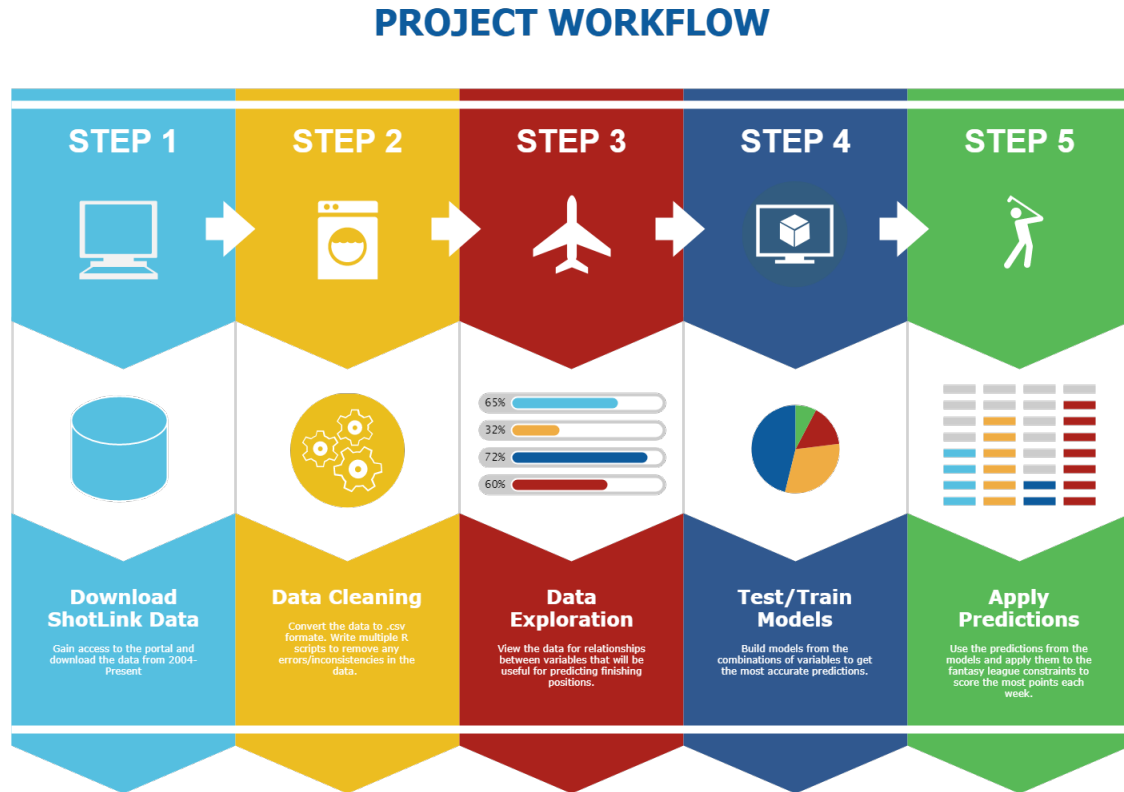 PROJECT WORKFLOW
STEP 1
STEP 2
STEP 3
STEP 4
STEP 5
65%
32%
72%
60%
Download
ShotLink Data
Gain access to the portal and
download the data from 2004-
Present
Data Cleaning
Convert the data to .csv
formate. Write multiple R
scripts to remove any
errors/inconsistencies in the
data.
Data
Exploration
View the data for relationships
between variables that will be
useful for predicting finishing
positions.
Test/Train
Models
Build models from the
combinations of variables to get
the most accurate predictions.
Apply
Predictions
Use the predictions from the
models and apply them to the
fantasy league constraints to
score the most points each
week.